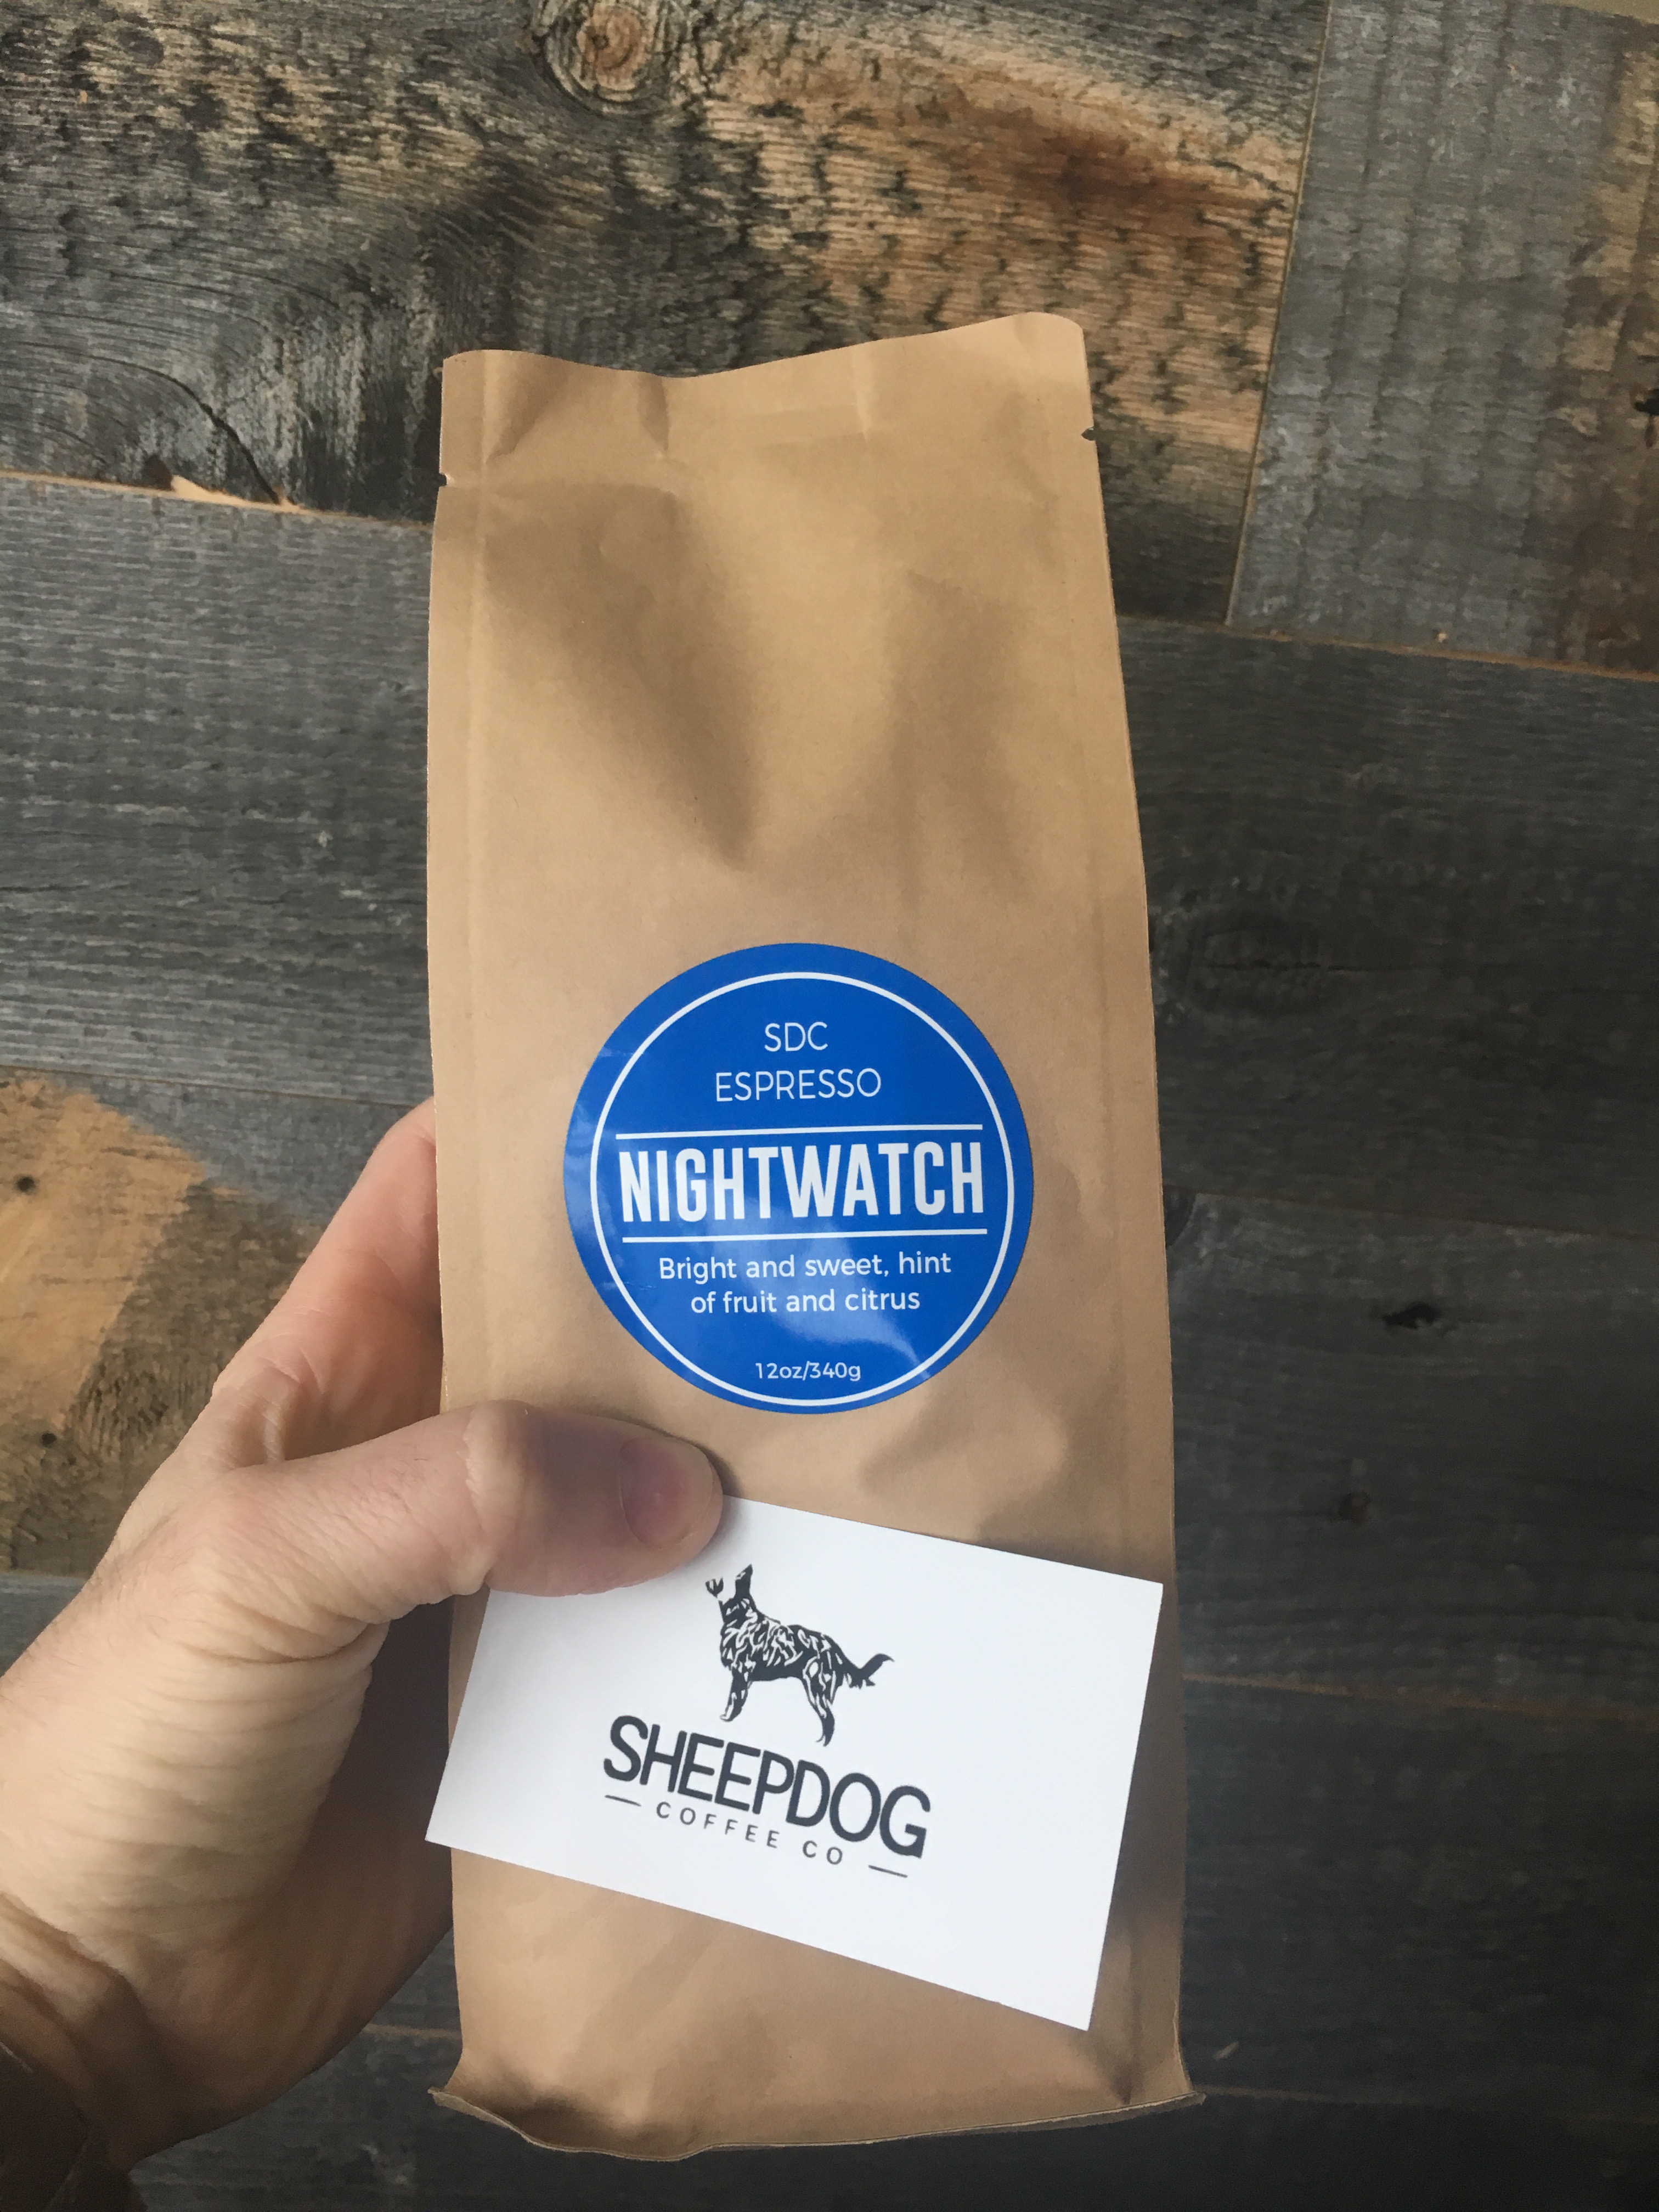 SDC
ESPRESSO
NIGHTWATCH
Bright and sweet, hint
of fruit and citrus
12oz/340g
SHEEPDOG
COFFEE CO